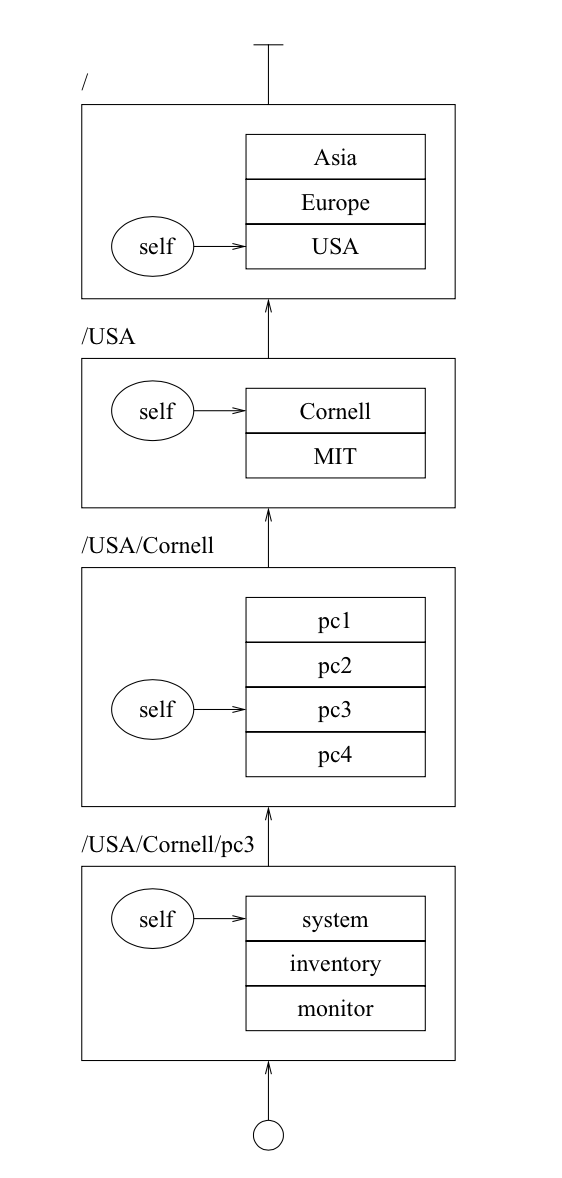 /
Asia
Europe
self
USA
/USA
self
Cornell
MIT
/USA/Cornell
pc1
pc2
self
pc3
pc4
/USA/Cornell/pc3
self
system
inventory
monitor